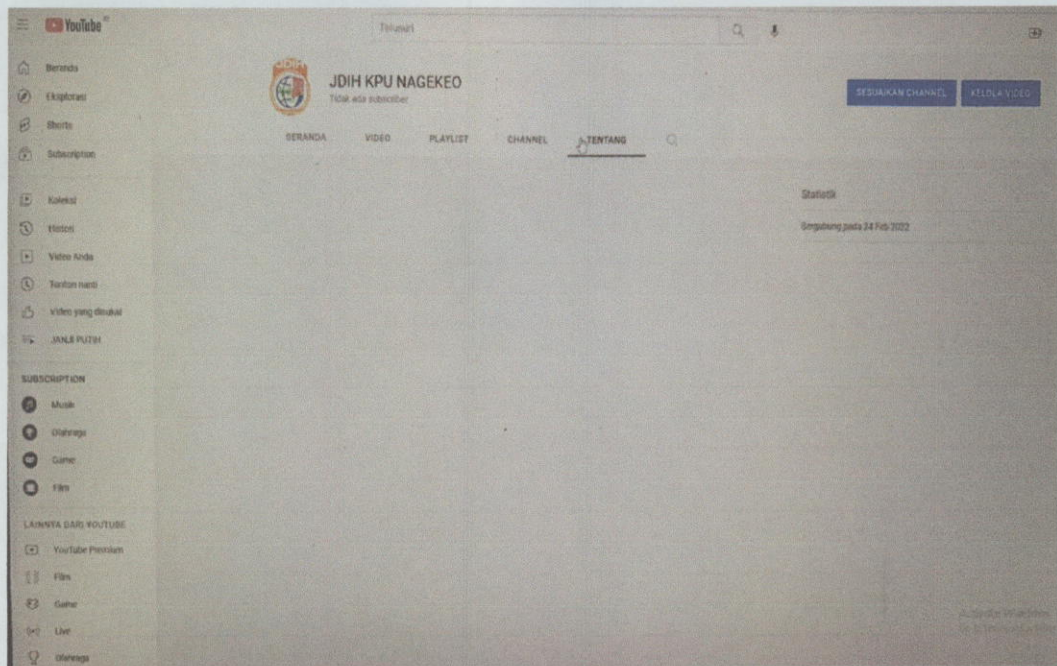 YouTube
Telusuri
Beranda
Eksplorasi
Shorts
Subscription
Koleksi
Histori
Video Anda
Tonton nanti
Video yang disukai
SUBSCRIPTION
Musik
Olahraga
Game
Film
LAINNYA DARI YOUTUBE
YouTube Premium
Film
Game
Live
Olahraga
JDIH
JDIH KPU NAGEKEO
Tidak ada subscriber
SESUAIKAN CHANNEL
KELOLA VIDEO
BERANDA VIDEO PLAYLIST CHANNEL TENTANG
Statistik
Bergabung pada 24 Feb 2022